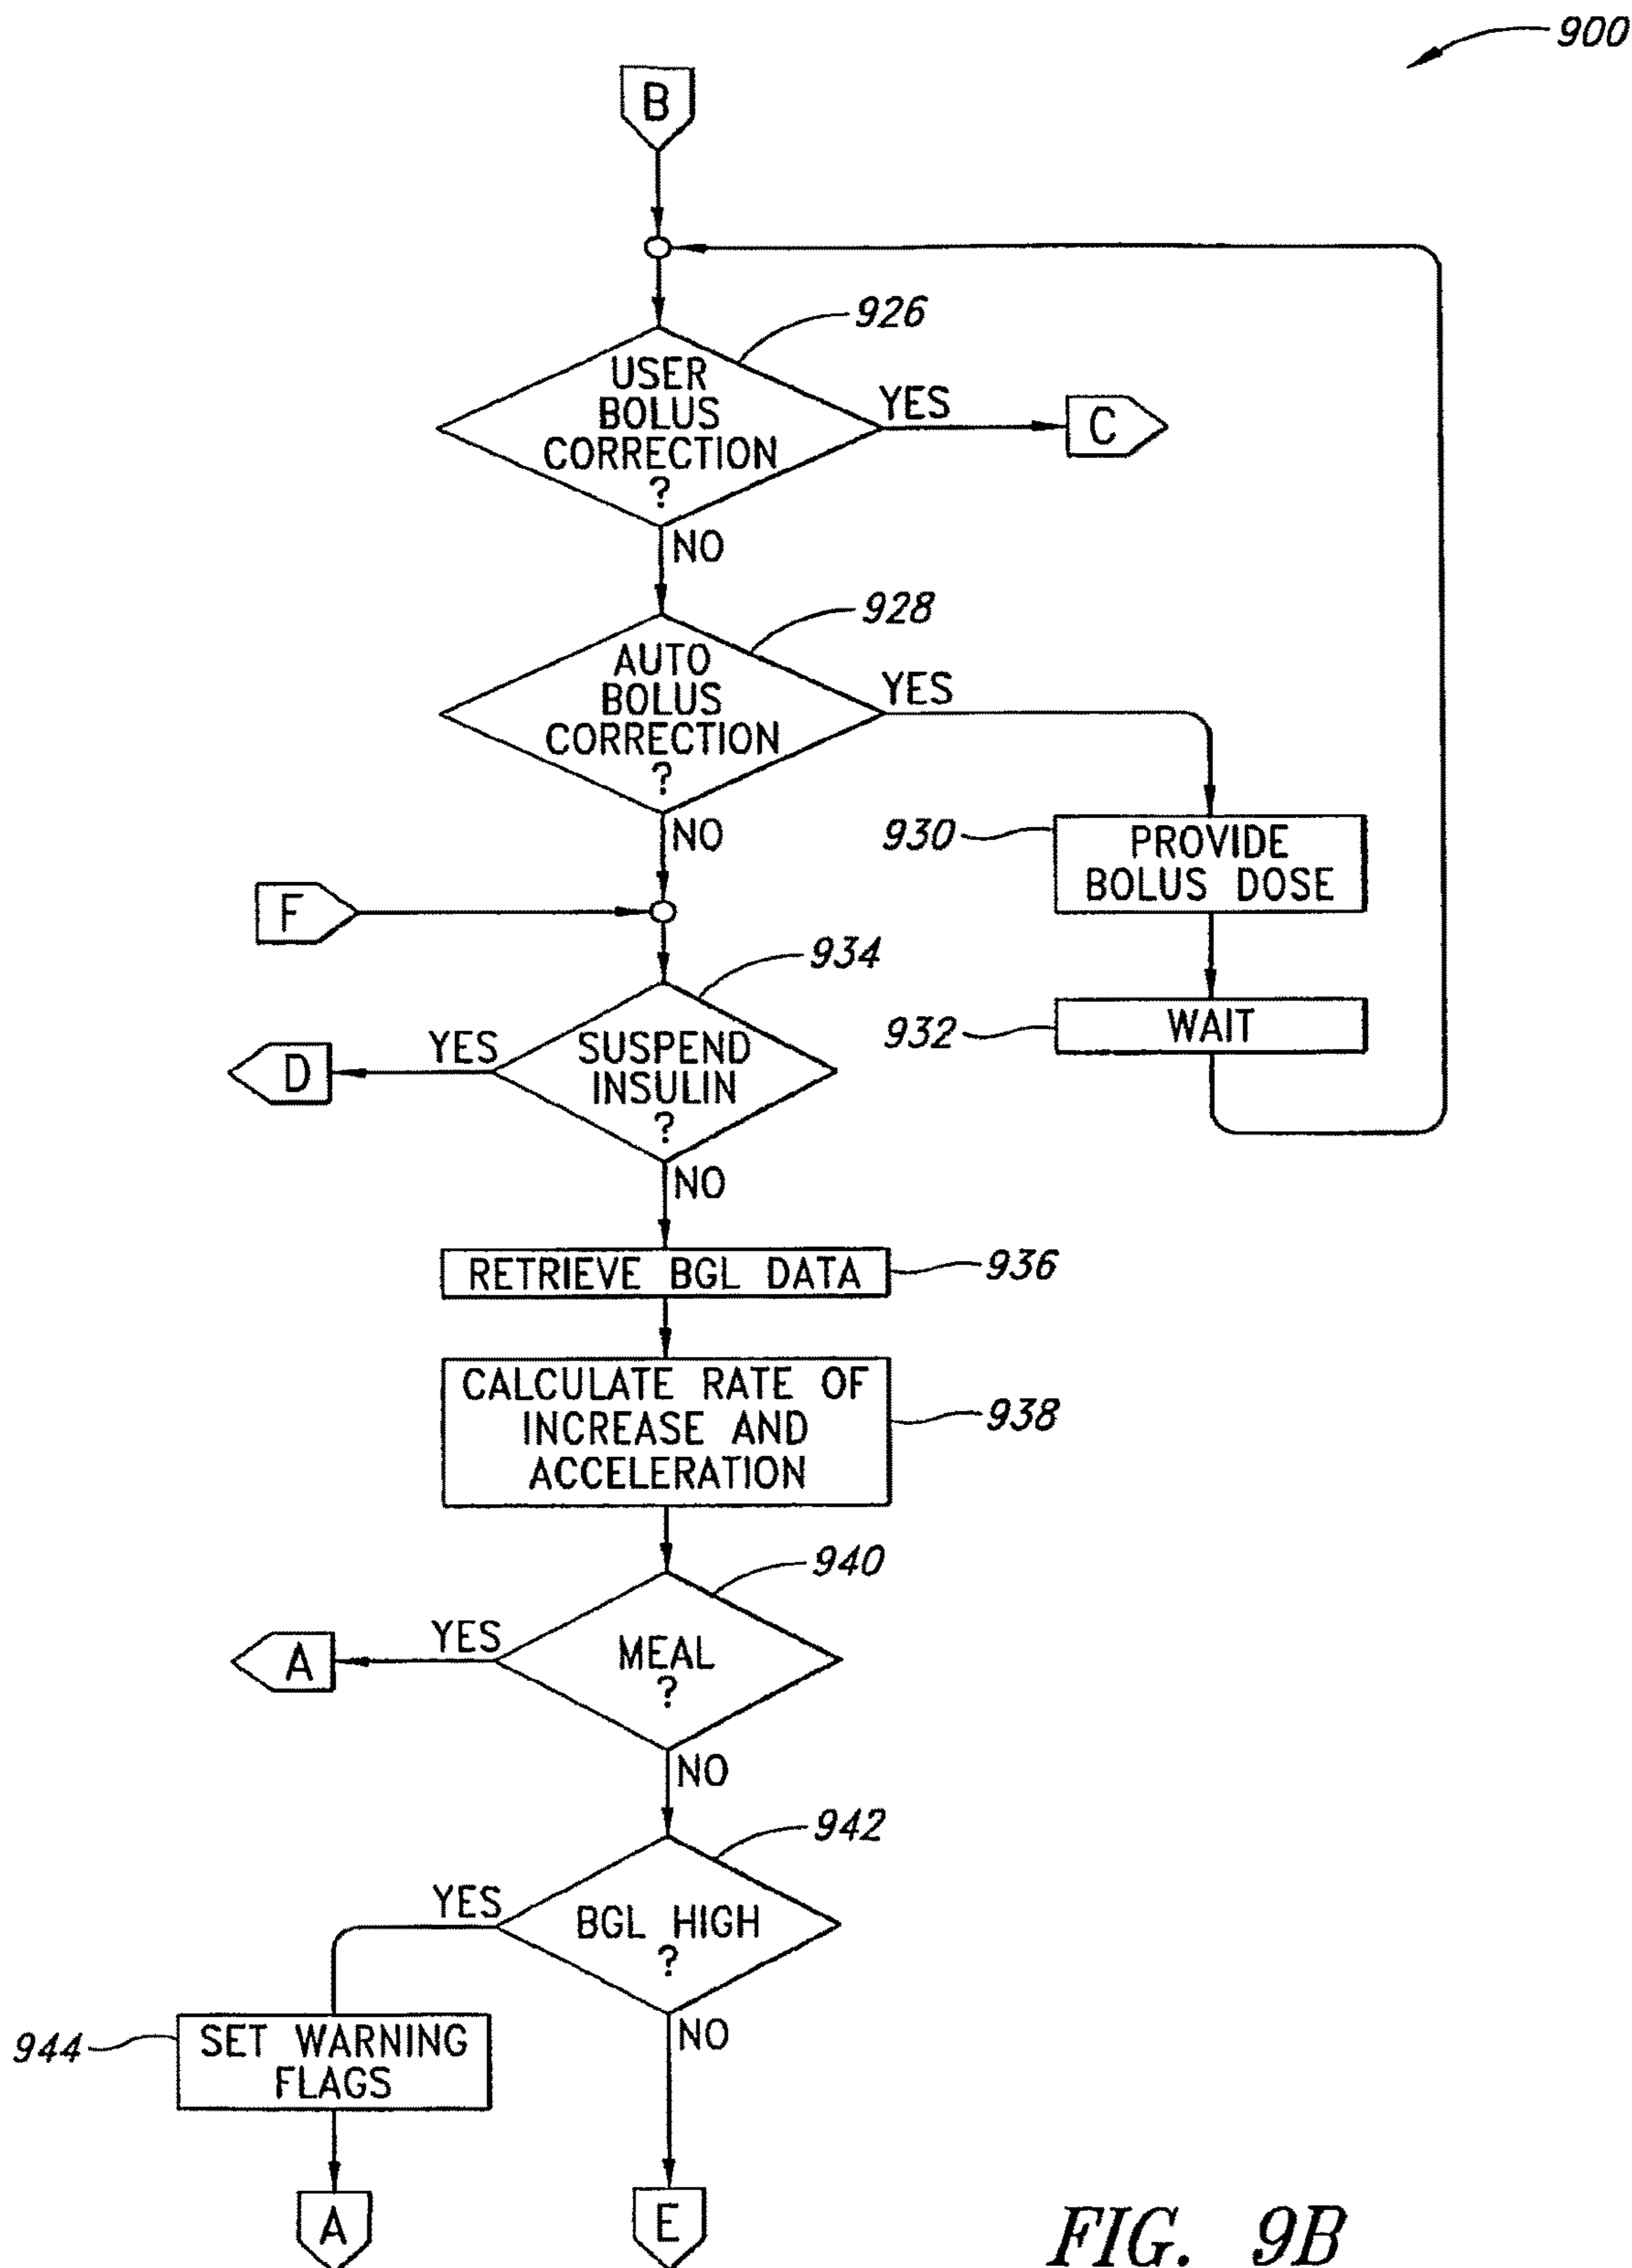 900
B
926
USER
BOLUS
CORRECTION
?
YES
C
NO
928
AUTO
BOLUS
CORRECTION
?
YES
NO
930
PROVIDE
BOLUS DOSE
F
934
932
WAIT
D
YES
SUSPEND
INSULIN
?
NO
RETRIEVE BGL DATA
936
CALCULATE RATE OF
INCREASE AND
ACCELERATION
938
940
A
YES
MEAL
?
NO
942
YES
BGL HIGH
?
NO
944
SET WARNING
FLAGS
A
E
FIG. 9B